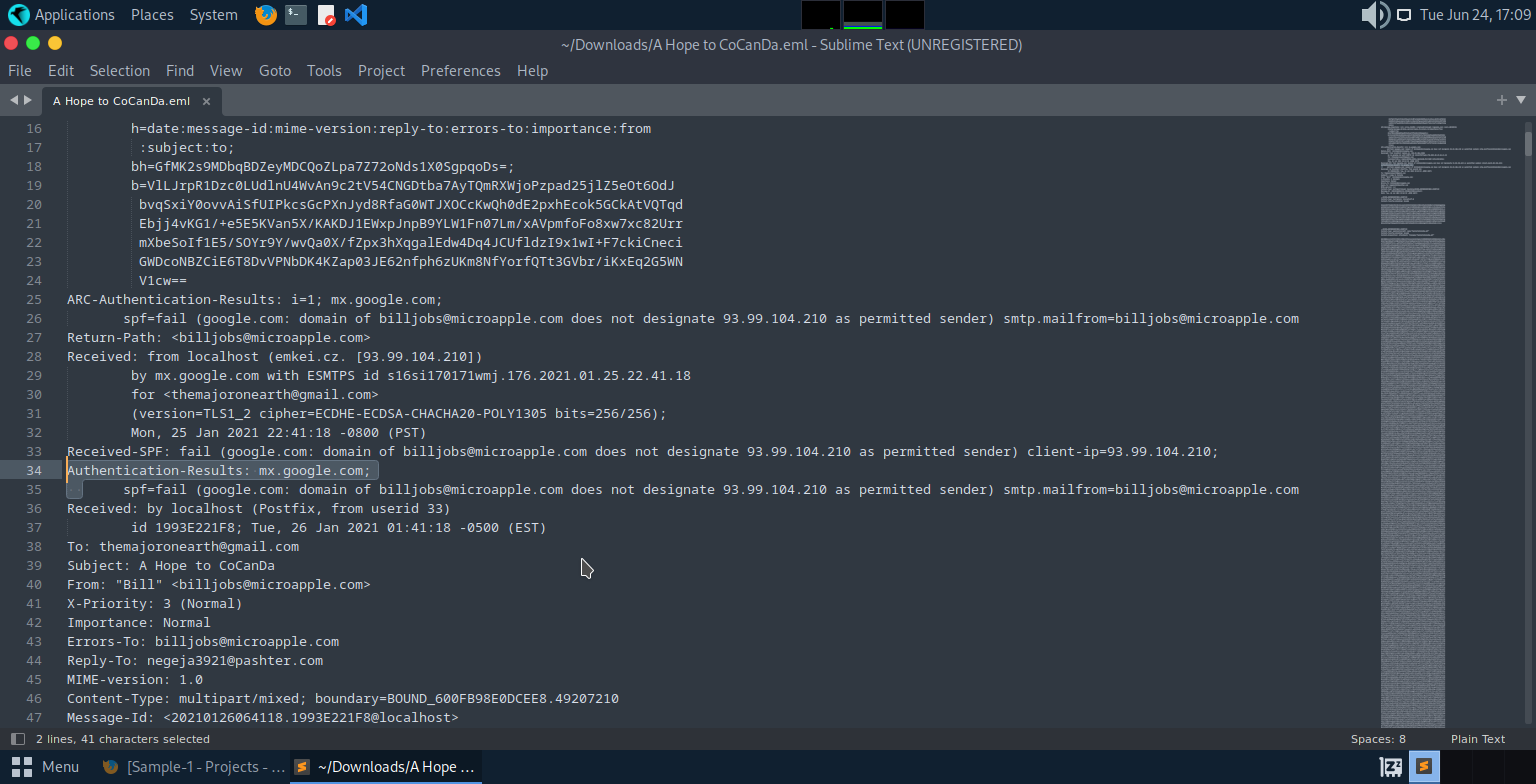 Applications Places System Tue Jun 24, 17:09
~/Downloads/A Hope to CoCanDa.eml - Sublime Text (UNREGISTERED)
File Edit Selection Find View Goto Tools Project Preferences Help
A Hope to CoCanDa.eml ×
16 h=date:message-id:mime-version:reply-to:errors-to:importance:from
17 :subject:to;
18 bh=GfMK2s9MDbqBDZeyMDCQoZLpa7Z72oNds1X0SgpqoDs=;
19 b=VlLJrpR1Dzc0LUdlnU4WvAn9c2tV54CNGDtba7AyTQmRXWjoPzpad25jlZ5eOt6OdJ
20 bvqSxiY0ovvAiSfUIPkcsGcPXnJyd8RfaG0WTJXOCcKwQh0dE2pxhEcok5GCkAtVQTqd
21 Ebjj4vKG1/+e5E5KVan5X/KAKDJ1EWxpJnpB9YLW1Fn07Lm/xAVpmfoFo8xw7xc82Urr
22 mXbeSoIf1E5/SOYr9Y/wvQa0X/fZpx3hXqgalEdw4Dq4JCUfldzI9x1wI+F7ckiCneci
23 GWDcoNBZCiE6T8DvVPNbDK4KZap03JE62nfph6zUKm8NfYorfQTt3GVbr/iKxEq2G5WN
24 V1cw==
25 ARC-Authentication-Results: i=1; mx.google.com;
26 spf=fail (google.com: domain of billjobs@microapple.com does not designate 93.99.104.210 as permitted sender) smtp.mailfrom=billjobs@microapple.com
27 Return-Path: <billjobs@microapple.com>
28 Received: from localhost (emkei.cz. [93.99.104.210])
29 by mx.google.com with ESMTPS id s16si170171wmj.176.2021.01.25.22.41.18
30 for <themajoronearth@gmail.com>
31 (version=TLS1_2 cipher=ECDHE-ECDSA-CHACHA20-POLY1305 bits=256/256);
32 Mon, 25 Jan 2021 22:41:18 -0800 (PST)
33 Received-SPF: fail (google.com: domain of billjobs@microapple.com does not designate 93.99.104.210 as permitted sender) client-ip=93.99.104.210;
34 Authentication-Results: mx.google.com;
35 spf=fail (google.com: domain of billjobs@microapple.com does not designate 93.99.104.210 as permitted sender) smtp.mailfrom=billjobs@microapple.com
36 Received: by localhost (Postfix, from userid 33)
37 id 1993E221F8; Tue, 26 Jan 2021 01:41:18 -0500 (EST)
38 To: themajoronearth@gmail.com
39 Subject: A Hope to CoCanDa
40 From: "Bill" <billjobs@microapple.com>
41 X-Priority: 3 (Normal)
42 Importance: Normal
43 Errors-To: billjobs@microapple.com
44 Reply-To: negeja3921@pashter.com
45 MIME-version: 1.0
46 Content-Type: multipart/mixed; boundary=BOUND_600FB98E0DCEE8.49207210
47 Message-Id: <20210126064118.1993E221F8@localhost>
2 lines, 41 characters selected Spaces: 8 Plain Text
Menu [Sample-1 - Projects - ... ~/Downloads/A Hope ...